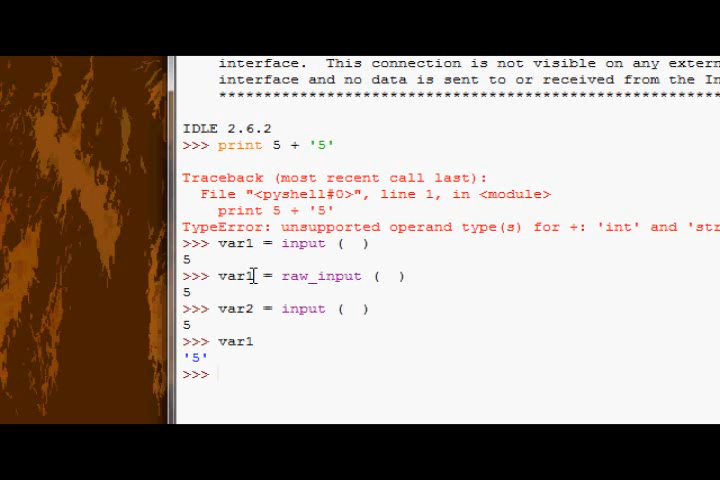 interface. This connection is not visible on any extern
interface and no data is sent to or received from the In
****************************************************************
IDLE 2.6.2
>>> print 5 + '5'
Traceback (most recent call last):
File "<pyshell#0>", line 1, in <module>
print 5 + '5'
TypeError: unsupported operand type(s) for +: 'int' and 'str
>>> var1 = input ( )
5
>>> var1 = raw_input ( )
5
>>> var2 = input ( )
5
>>> var1
'5'
>>>